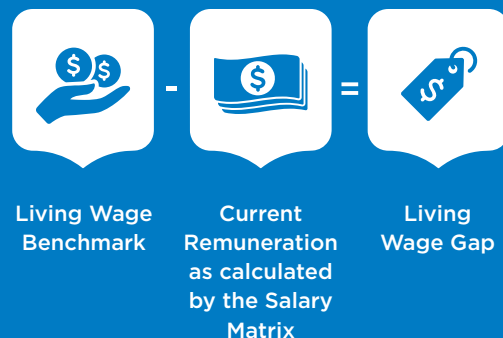 $ $
-
$
=
$
Living Wage
Benchmark
Current
Remuneration
as calculated
by the Salary
Matrix
Living
Wage Gap